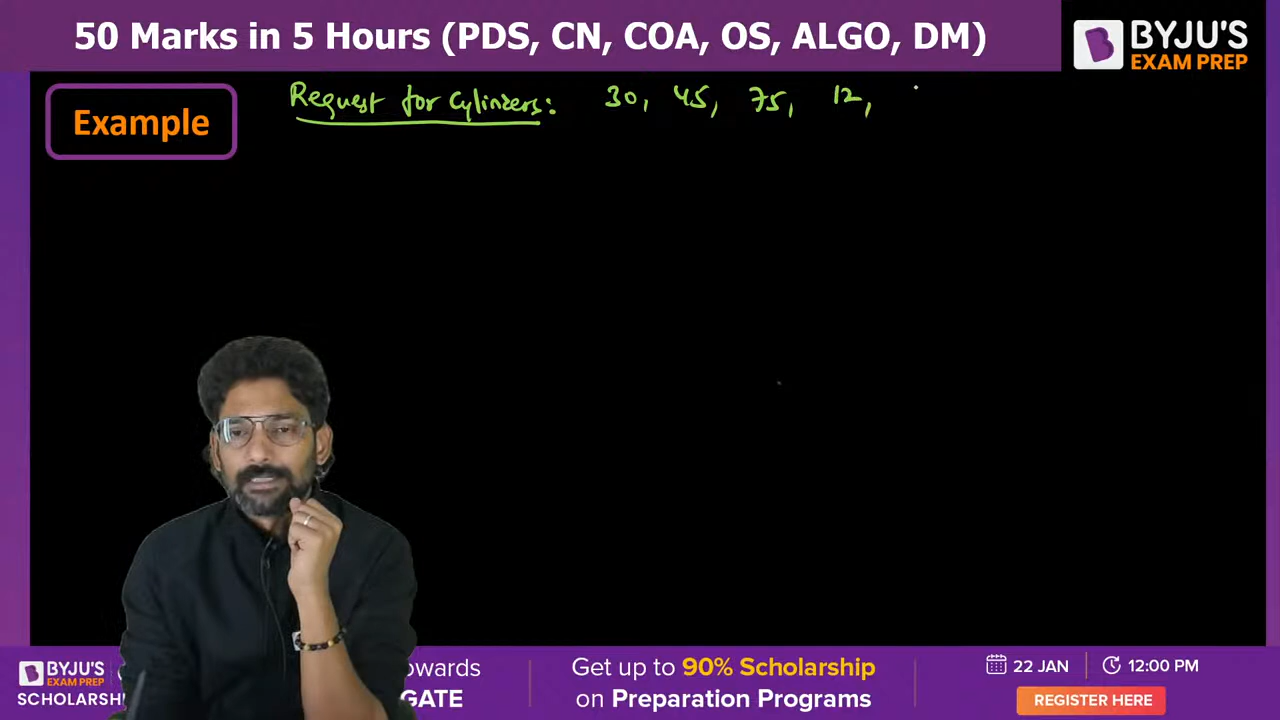 50 Marks in 5 Hours (PDS, CN, COA, OS, ALGO, DM)
BYJU'S
EXAM PREP
Example
Request for Cylinzers: 30, 45, 75, 12,
BYJU'S
EXAM PREP
SCHOLARSH
owards
GATE
Get up to 90% Scholarship
on Preparation Programs
22 JAN
12:00 PM
REGISTER HERE